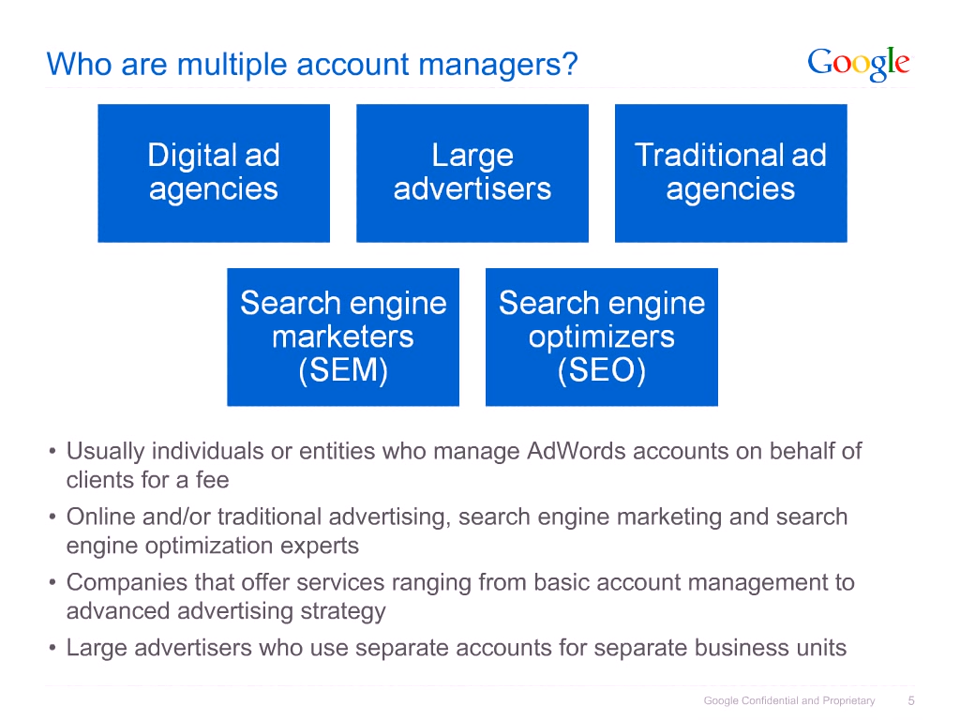 Who are multiple account managers?
Google
Digital ad
agencies
Large
advertisers
Traditional ad
agencies
Search engine
marketers
(SEM)
Search engine
optimizers
(SEO)
• Usually individuals or entities who manage AdWords accounts on behalf of
clients for a fee
• Online and/or traditional advertising, search engine marketing and search
engine optimization experts
• Companies that offer services ranging from basic account management to
advanced advertising strategy
• Large advertisers who use separate accounts for separate business units
Google Confidential and Proprietary 5